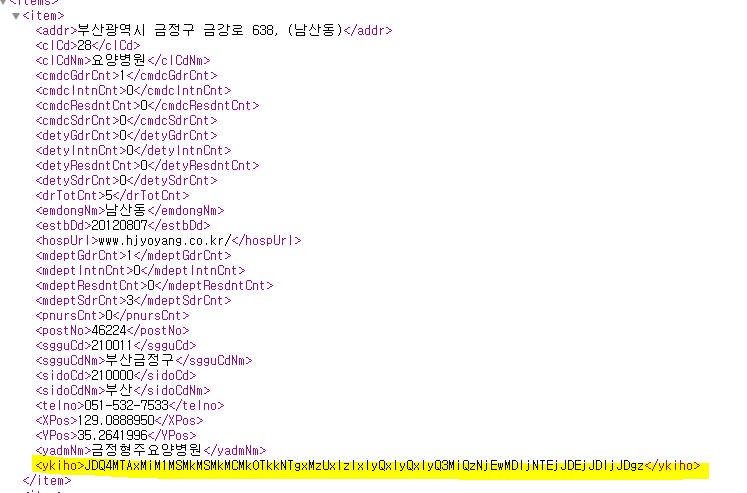 <items>
▼<item>
<addr>부산광역시 금정구 금강로 638, (남산동)</addr>
<clCd>28</clCd>
<clCdNm>요양병원</clCdNm>
<cmdcGdrCnt>1</cmdcGdrCnt>
<cmdcIntnCnt>0</cmdcIntnCnt>
<cmdcResdntCnt>0</cmdcResdntCnt>
<cmdcSdrCnt>0</cmdcSdrCnt>
<detyGdrCnt>0</detyGdrCnt>
<detyIntnCnt>0</detyIntnCnt>
<detyResdntCnt>0</detyResdntCnt>
<detySdrCnt>0</detySdrCnt>
<drTotCnt>5</drTotCnt>
<emdongNm>남산동</emdongNm>
<estbDd>20120807</estbDd>
<hospUrl>www.hjyoyang.co.kr/</hospUrl>
<mdeptGdrCnt>1</mdeptGdrCnt>
<mdeptIntnCnt>0</mdeptIntnCnt>
<mdeptResdntCnt>0</mdeptResdntCnt>
<mdeptSdrCnt>3</mdeptSdrCnt>
<pnursCnt>0</pnursCnt>
<postNo>46224</postNo>
<sgguCd>210011</sgguCd>
<sgguCdNm>부산금정구</sgguCdNm>
<sidoCd>210000</sidoCd>
<sidoCdNm>부산</sidoCdNm>
<telno>051-532-7533</telno>
<XPos>129.0888950</XPos>
<YPos>35.2641996</YPos>
<yadmNm>금정형주요양병원</yadmNm>
<ykiho>JDQ4MTAxMiM1MSMkMSMkMCMkOTkkNTgxMzUxIzIxIyQxIyQxIyQ3MiQzNjEwMDIjNTEjJDEjJDIjJDgz</ykiho>
</item>